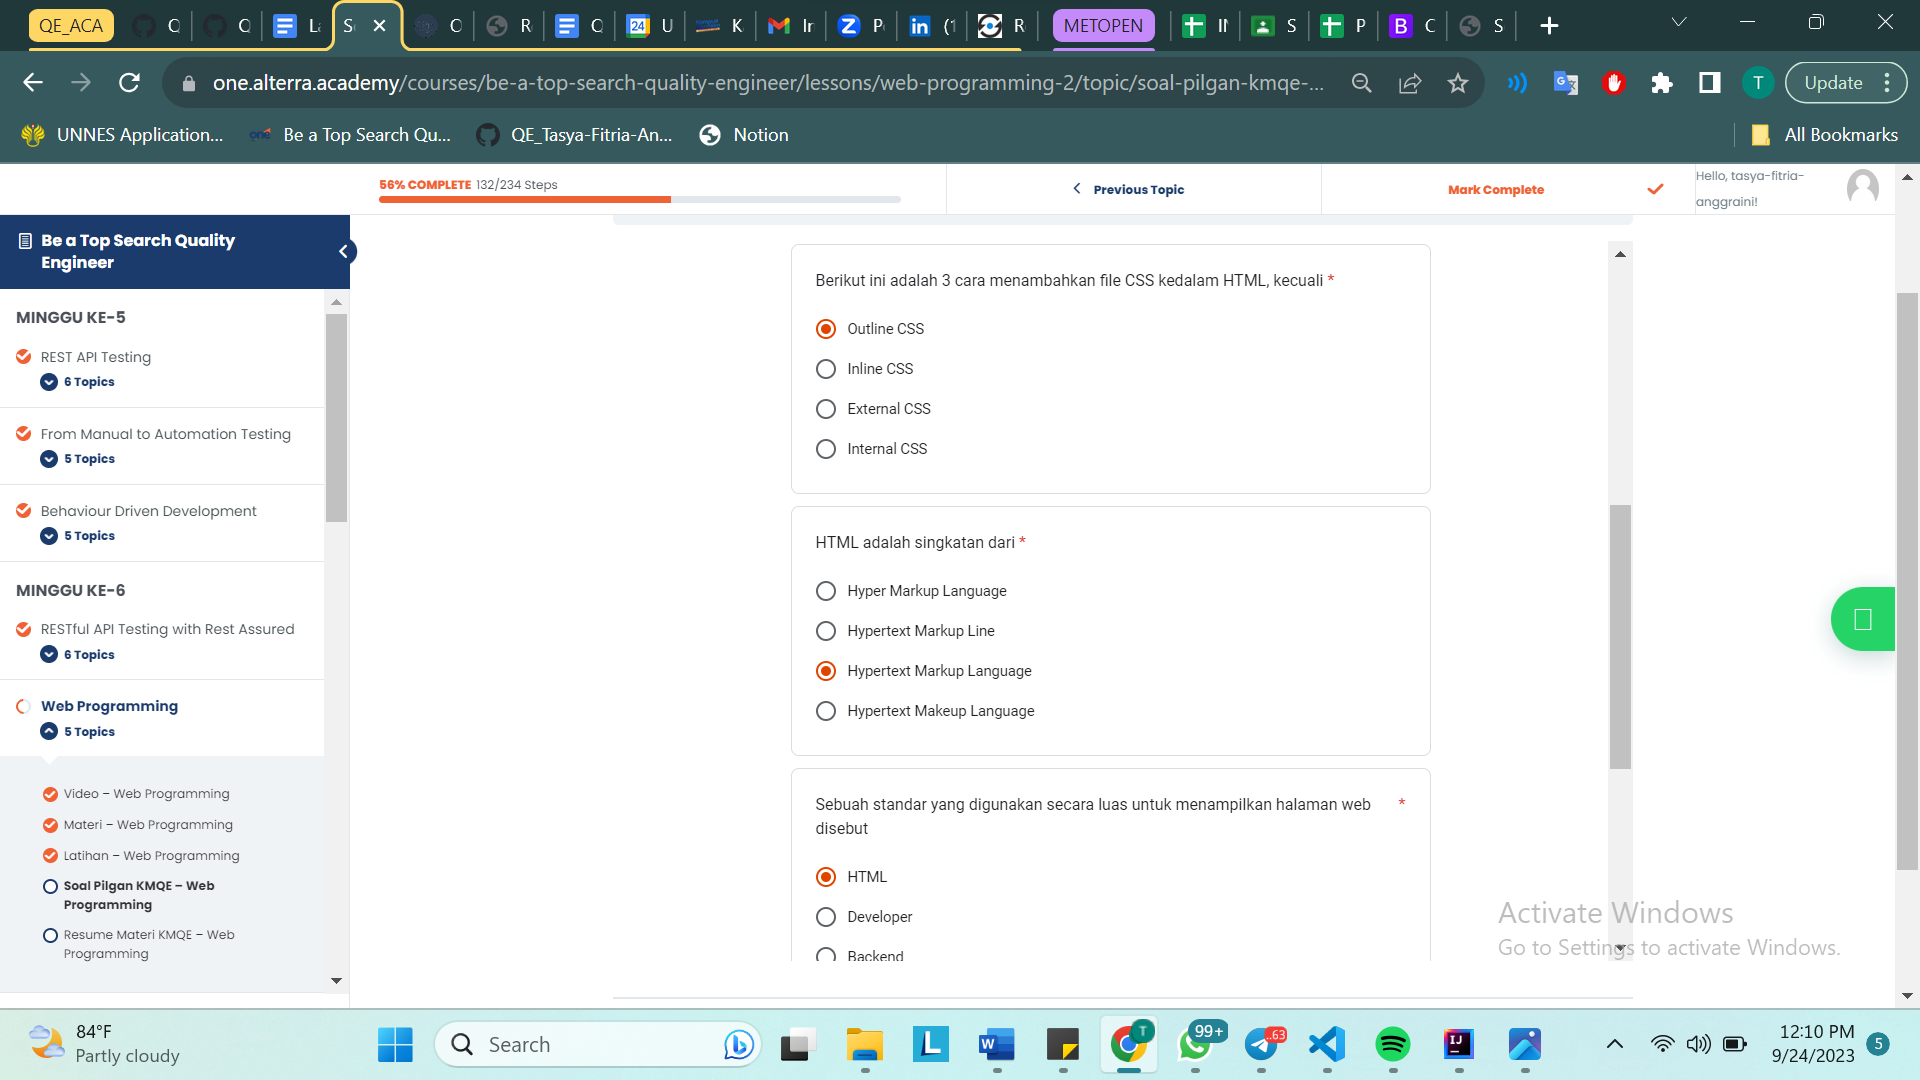 QE_ACA
METOPEN
one.alterra.academy/courses/be-a-top-search-quality-engineer/lessons/web-programming-2/topic/soal-pilgan-kmqe-...
Update
UNNES Application...
Be a Top Search Qu...
QE_Tasya-Fitria-An...
Notion
All Bookmarks
56% COMPLETE 132/234 Steps
Previous Topic
Mark Complete
Hello, tasya-fitria-
anggraini!
Be a Top Search Quality
Engineer
MINGGU KE-5
REST API Testing
6 Topics
From Manual to Automation Testing
5 Topics
Behaviour Driven Development
5 Topics
MINGGU KE-6
RESTful API Testing with Rest Assured
6 Topics
Web Programming
5 Topics
Video – Web Programming
Materi – Web Programming
Latihan – Web Programming
Soal Pilgan KMQE – Web
Programming
Resume Materi KMQE – Web
Programming
Berikut ini adalah 3 cara menambahkan file CSS kedalam HTML, kecuali *
Outline CSS
Inline CSS
External CSS
Internal CSS
HTML adalah singkatan dari *
Hyper Markup Language
Hypertext Markup Line
Hypertext Markup Language
Hypertext Makeup Language
Sebuah standar yang digunakan secara luas untuk menampilkan halaman web *
disebut
HTML
Developer
Backend
Activate Windows
Go to Settings to activate Windows.
84°F
Partly cloudy
Search
99+
12:10 PM
9/24/2023
5